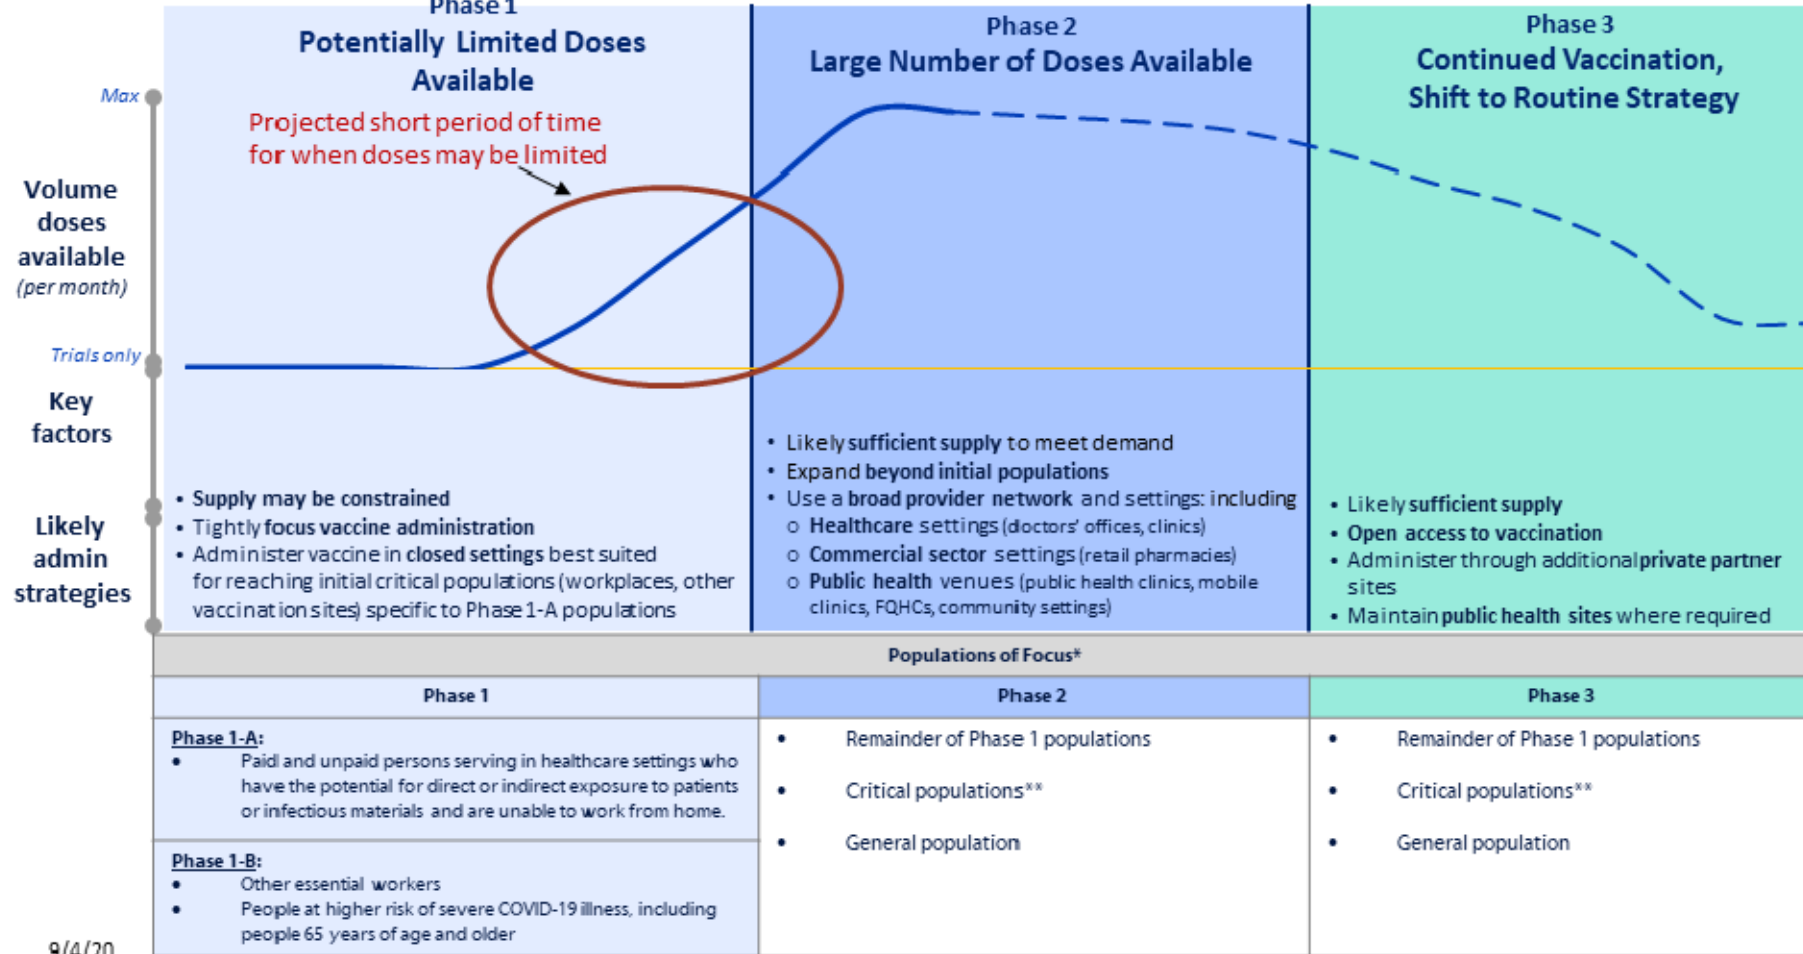 Phase 1
Potentially Limited Doses
Available
Projected short period of time
for when doses may be limited
Phase 2
Large Number of Doses Available
Phase 3
Continued Vaccination,
Shift to Routine Strategy
Max
Volume
doses
available
(per month)
Trials only
Key
factors
Likely
admin
strategies
• Supply may be constrained
• Tightly focus vaccine administration
• Administer vaccine in closed settings best suited
for reaching initial critical populations (workplaces, other
vaccination sites) specific to Phase 1-A populations
• Likely sufficient supply to meet demand
• Expand beyond initial populations
• Use a broad provider network and settings: including
o Healthcare settings (doctors' offices, clinics)
o Commercial sector settings (retail pharmacies)
o Public health venues (public health clinics, mobile
clinics, FQHCs, community settings)
• Likely sufficient supply
• Open access to vaccination
• Administer through additional private partner
sites
• Maintain public health sites where required
Populations of Focus*
Phase 1
Phase 2
Phase 3
Phase 1-A:
• Paid and unpaid persons serving in healthcare settings who
have the potential for direct or indirect exposure to patients
or infectious materials and are unable to work from home.
Phase 1-B:
• Other essential workers
• People at higher risk of severe COVID-19 illness, including
people 65 years of age and older
• Remainder of Phase 1 populations
• Critical populations**
• General population
• Remainder of Phase 1 populations
• Critical populations**
• General population
9/4/20